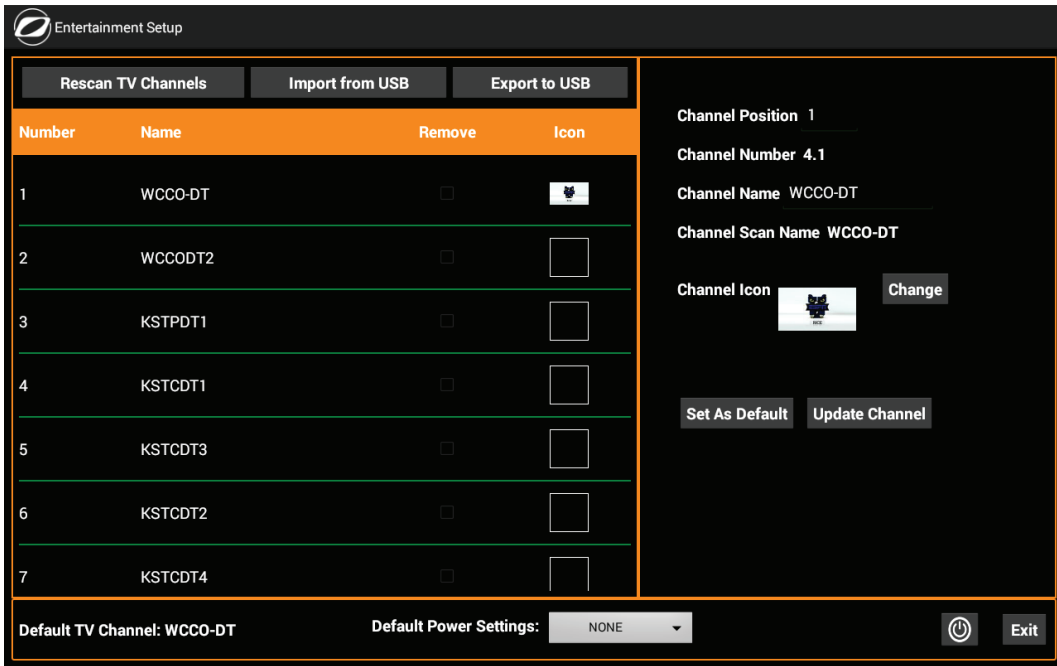 Entertainment Setup
Rescan TV Channels Import from USB Export to USB
Number Name Remove Icon
1 WCCO-DT
2 WCCODT2
3 KSTPDT1
4 KSTCDT1
5 KSTCDT3
6 KSTCDT2
7 KSTCDT4
Channel Position 1
Channel Number 4.1
Channel Name WCCO-DT
Channel Scan Name WCCO-DT
Channel Icon Change
Set As Default Update Channel
Default TV Channel: WCCO-DT Default Power Settings: NONE Exit